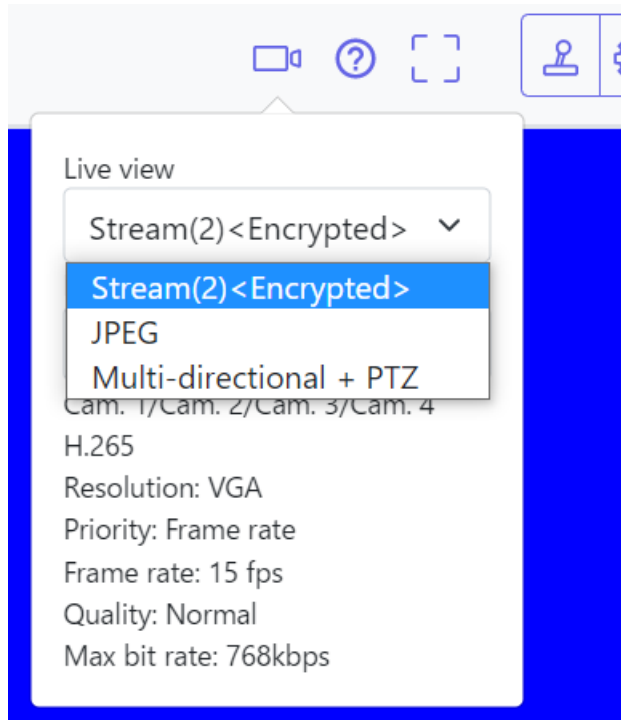 Live view
Stream(2)<Encrypted>
Stream(2)<Encrypted>
JPEG
Multi-directional + PTZ
Cam. 1/Cam. 2/Cam. 3/Cam. 4
H.265
Resolution: VGA
Priority: Frame rate
Frame rate: 15 fps
Quality: Normal
Max bit rate: 768kbps